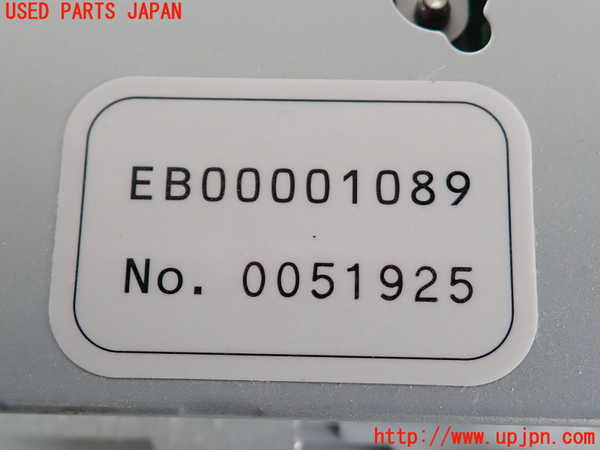 USED PARTS JAPAN
EB00001089
No. 0051925
http://www.upjpn.com